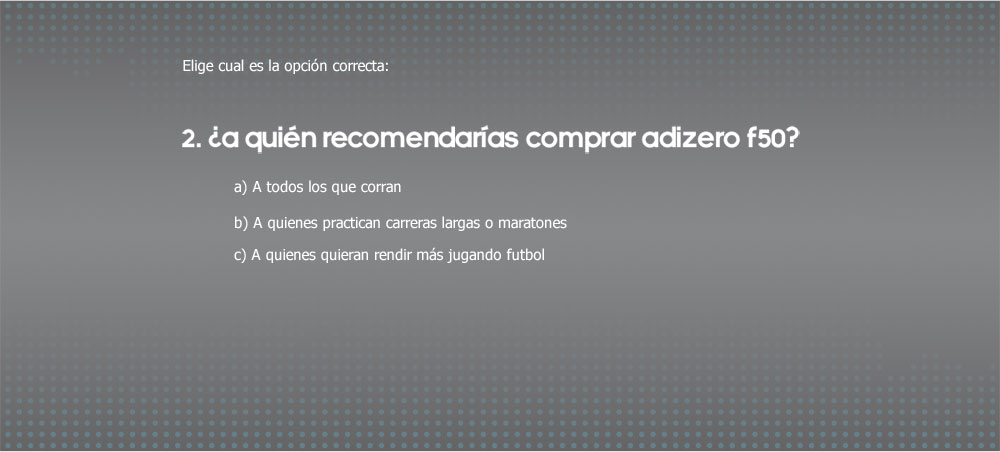 Elige cual es la opción correcta:
2. ¿a quién recomendarías comprar adizero f50?
a) A todos los que corran
b) A quienes practican carreras largas o maratones
c) A quienes quieran rendir más jugando futbol